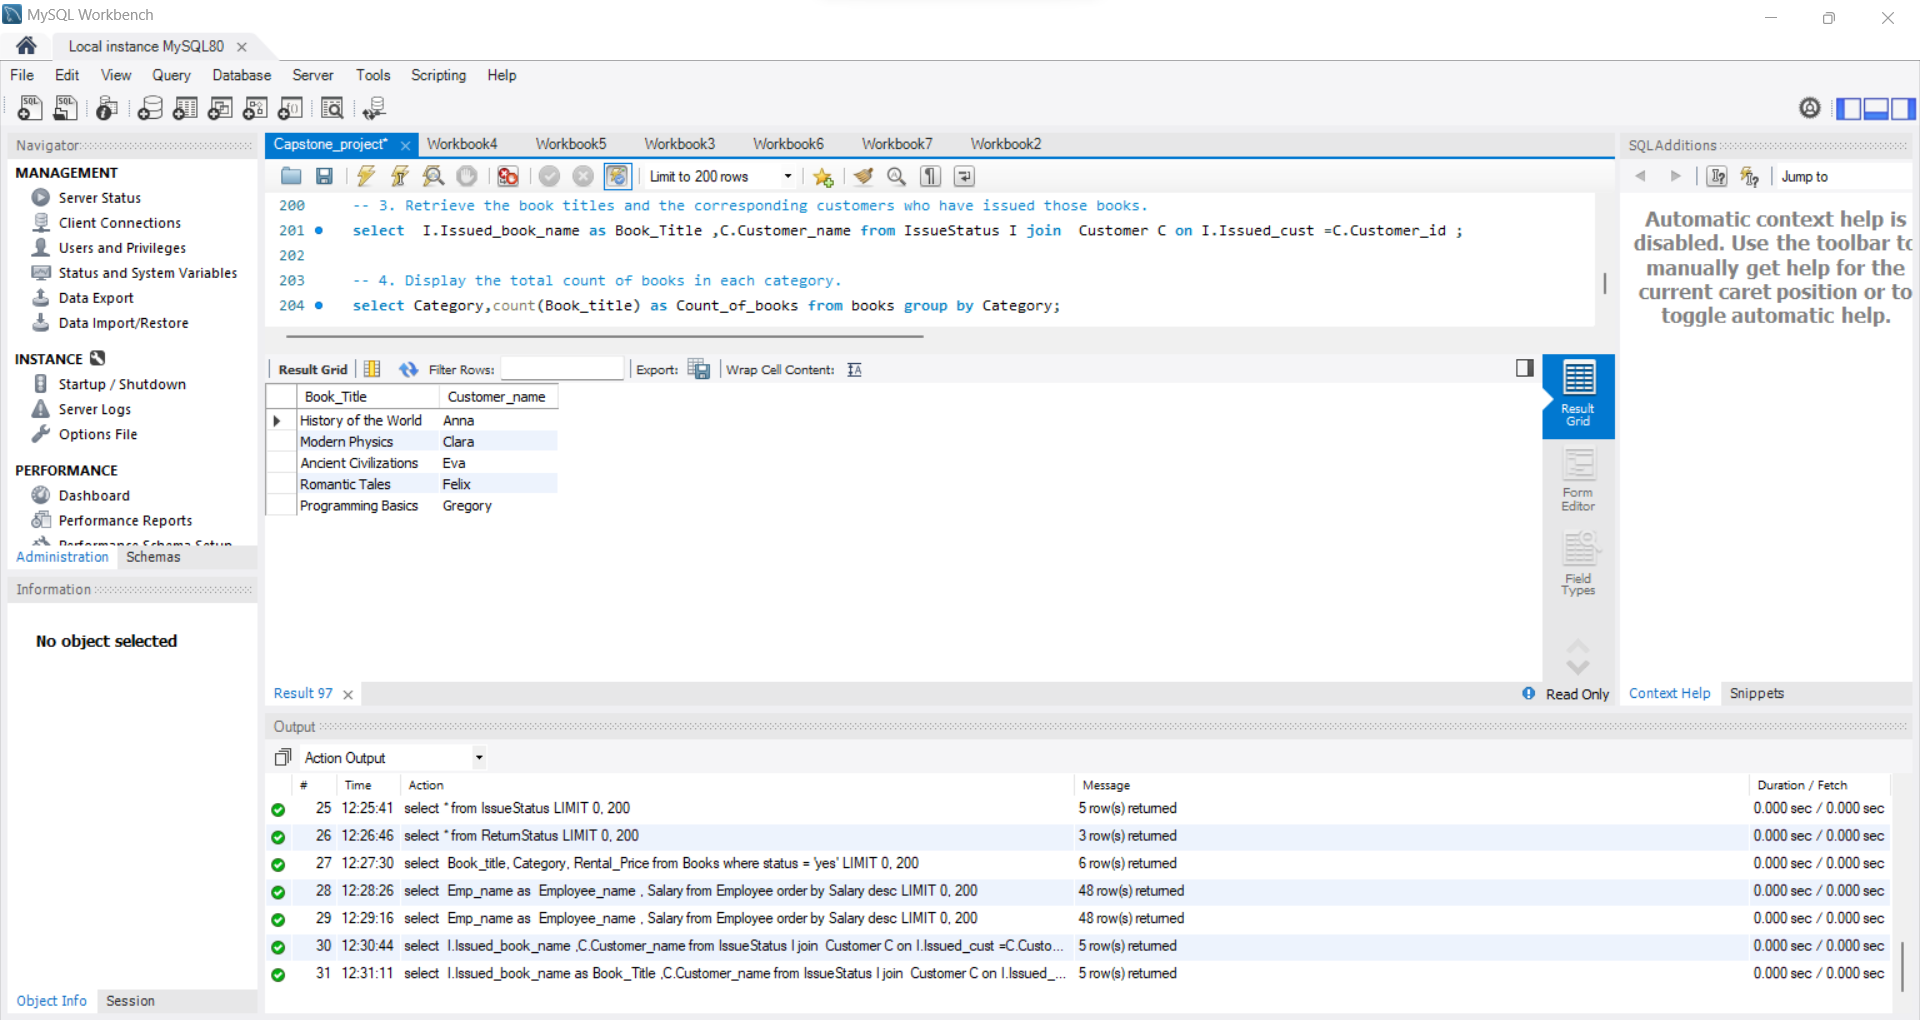 MySQL Workbench
Local instance MySQL80
File Edit View Query Database Server Tools Scripting Help
Navigator
MANAGEMENT
Server Status
Client Connections
Users and Privileges
Status and System Variables
Data Export
Data Import/Restore
INSTANCE
Startup / Shutdown
Server Logs
Options File
PERFORMANCE
Dashboard
Performance Reports
Performance Schema Setup
Administration Schemas
Information
No object selected
Object Info Session
Capstone_project* Workbook4 Workbook5 Workbook3 Workbook6 Workbook7 Workbook2
Limit to 200 rows
200 -- 3. Retrieve the book titles and the corresponding customers who have issued those books.
201 select I.Issued_book_name as Book_Title ,C.Customer_name from IssueStatus I join Customer C on I.Issued_cust =C.Customer_id ;
202
203 -- 4. Display the total count of books in each category.
204 select Category,count(Book_title) as Count_of_books from books group by Category;
Result Grid Filter Rows: Export: Wrap Cell Content:
Book_Title Customer_name
History of the World Anna
Modern Physics Clara
Ancient Civilizations Eva
Romantic Tales Felix
Programming Basics Gregory
Result
Grid
Form
Editor
Field
Types
Result 97
Read Only
SQLAdditions
Jump to
Automatic context help is
disabled. Use the toolbar to
manually get help for the
current caret position or to
toggle automatic help.
Context Help Snippets
Output
Action Output
# Time Action Message Duration / Fetch
25 12:25:41 select * from IssueStatus LIMIT 0, 200 5 row(s) returned 0.000 sec / 0.000 sec
26 12:26:46 select * from ReturnStatus LIMIT 0, 200 3 row(s) returned 0.000 sec / 0.000 sec
27 12:27:30 select Book_title, Category, Rental_Price from Books where status = 'yes' LIMIT 0, 200 6 row(s) returned 0.000 sec / 0.000 sec
28 12:28:26 select Emp_name as Employee_name , Salary from Employee order by Salary desc LIMIT 0, 200 48 row(s) returned 0.000 sec / 0.000 sec
29 12:29:16 select Emp_name as Employee_name , Salary from Employee order by Salary desc LIMIT 0, 200 48 row(s) returned 0.000 sec / 0.000 sec
30 12:30:44 select I.Issued_book_name ,C.Customer_name from IssueStatus I join Customer C on I.Issued_cust =C.Custo... 5 row(s) returned 0.000 sec / 0.000 sec
31 12:31:11 select I.Issued_book_name as Book_Title ,C.Customer_name from IssueStatus I join Customer C on I.Issued_... 5 row(s) returned 0.000 sec / 0.000 sec